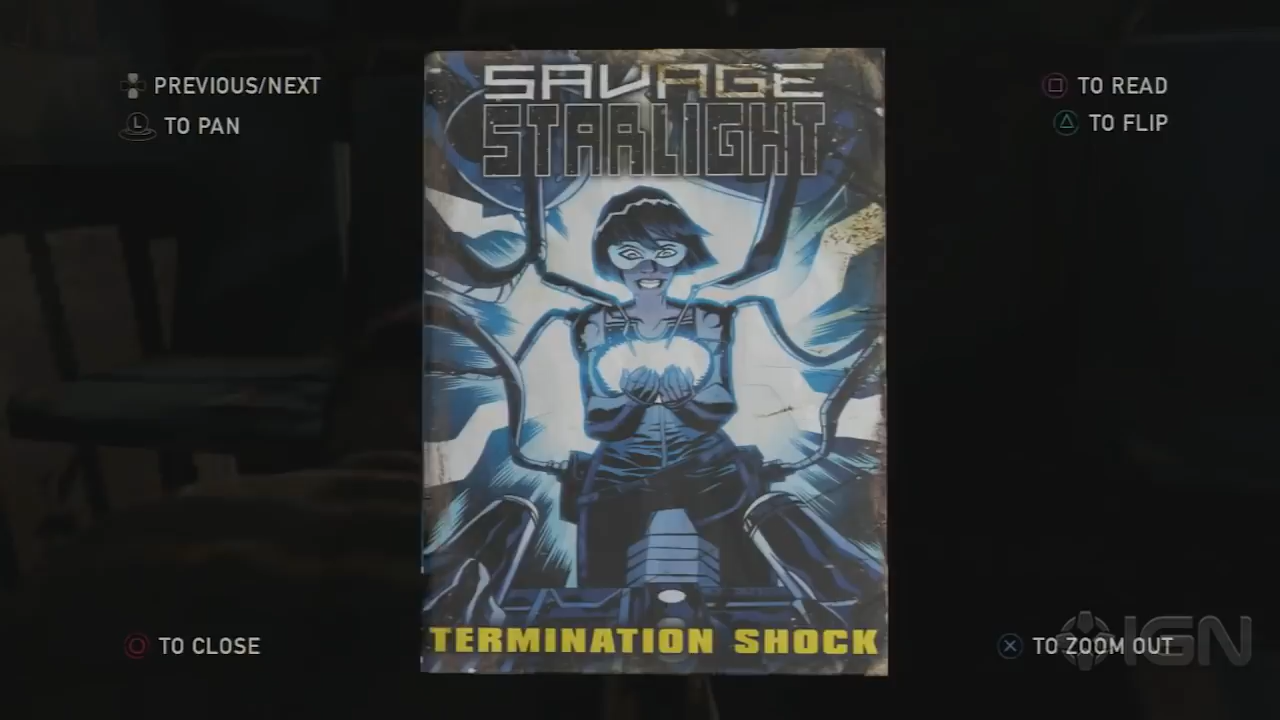 SAVAGE
STARLIGHT
PREVIOUS/NEXT
L TO PAN
TO READ
TO FLIP
TERMINATION SHOCK
TO CLOSE
TO ZOOM OUT
IGN